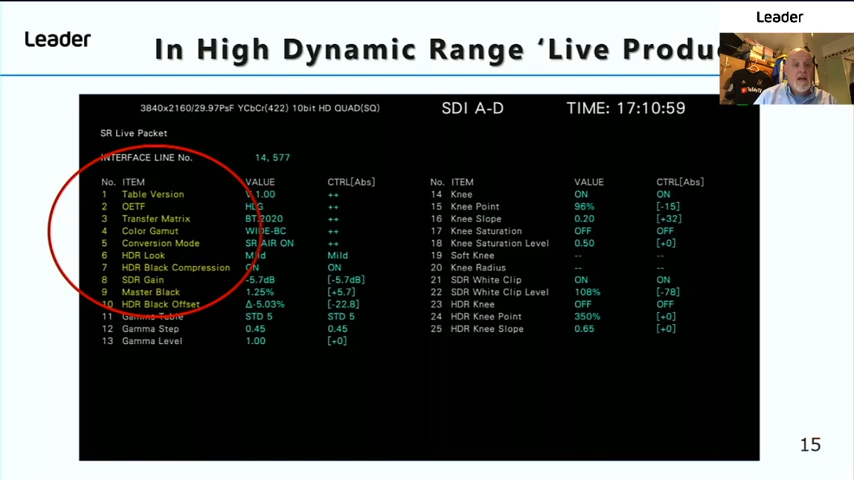 Leader
In High Dynamic Range ‘Live Produ
Leader
3840x2160/29.97PsF YCbCr(422) 10bit HD QUAD(SQ) SDI A-D TIME: 17:10:59
SR Live Packet
INTERFACE LINE No. 14, 577
No. ITEM VALUE CTRL[Abs] No. ITEM VALUE CTRL[Abs]
1 Table Version V 1.00 ++ 14 Knee ON ON
2 OETF HLG ++ 15 Knee Point 96% [-15]
3 Transfer Matrix BT.2020 ++ 16 Knee Slope 0.20 [+32]
4 Color Gamut WIDE-BC ++ 17 Knee Saturation OFF OFF
5 Conversion Mode SR AIR ON ++ 18 Knee Saturation Level 0.50 [+0]
6 HDR Look Mild Mild 19 Soft Knee -- --
7 HDR Black Compression ON ON 20 Knee Radius -- --
8 SDR Gain -5.7dB [-5.7dB] 21 SDR White Clip ON ON
9 Master Black 1.25% [+5.7] 22 SDR White Clip Level 108% [-78]
10 HDR Black Offset Δ-5.03% [-22.8] 23 HDR Knee OFF OFF
11 Gamma Table STD 5 STD 5 24 HDR Knee Point 350% [+0]
12 Gamma Step 0.45 0.45 25 HDR Knee Slope 0.65 [+0]
13 Gamma Level 1.00 [+0]
15